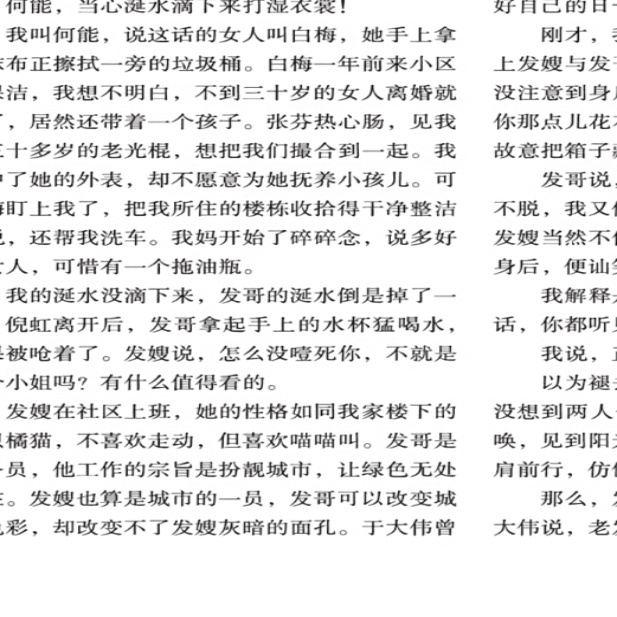 何能，当心涎水滴下来打湿衣裳！
我叫何能，说这话的女人叫白梅，她手上拿
布正擦拭一旁的垃圾桶。白梅一年前来小区
洁，我想不明白，不到三十岁的女人离婚就
，居然还带着一个孩子。张芬热心肠，见我
三十多岁的老光棍，想把我们撮合到一起。我
了她的外表，却不愿意为她抚养小孩儿。可
盯上我了，把我所住的楼栋收拾得干净整洁
，还帮我洗车。我妈开始了碎碎念，说多好
人，可惜有一个拖油瓶。
我的涎水没滴下来，发哥的涎水倒是掉了一
倪虹离开后，发哥拿起手上的水杯猛喝水，
被呛着了。发嫂说，怎么没噎死你，不就是
个小姐吗？有什么值得看的。
发嫂在社区上班，她的性格如同我家楼下的
橘猫，不喜欢走动，但喜欢喵喵叫。发哥是
员，他工作的宗旨是扮靓城市，让绿色无处
。发嫂也算是城市的一员，发哥可以改变城
色彩，却改变不了发嫂灰暗的面孔。于大伟曾
好自己的日
刚才，
上发嫂与发
没注意到身
你那点儿花
故意把箱子
发哥说，
不脱，我又
发嫂当然不
身后，便讪
我解释
话，你都听
我说，
以为褪
没想到两人
唤，见到阳
肩前行，仿
那么，
大伟说，老